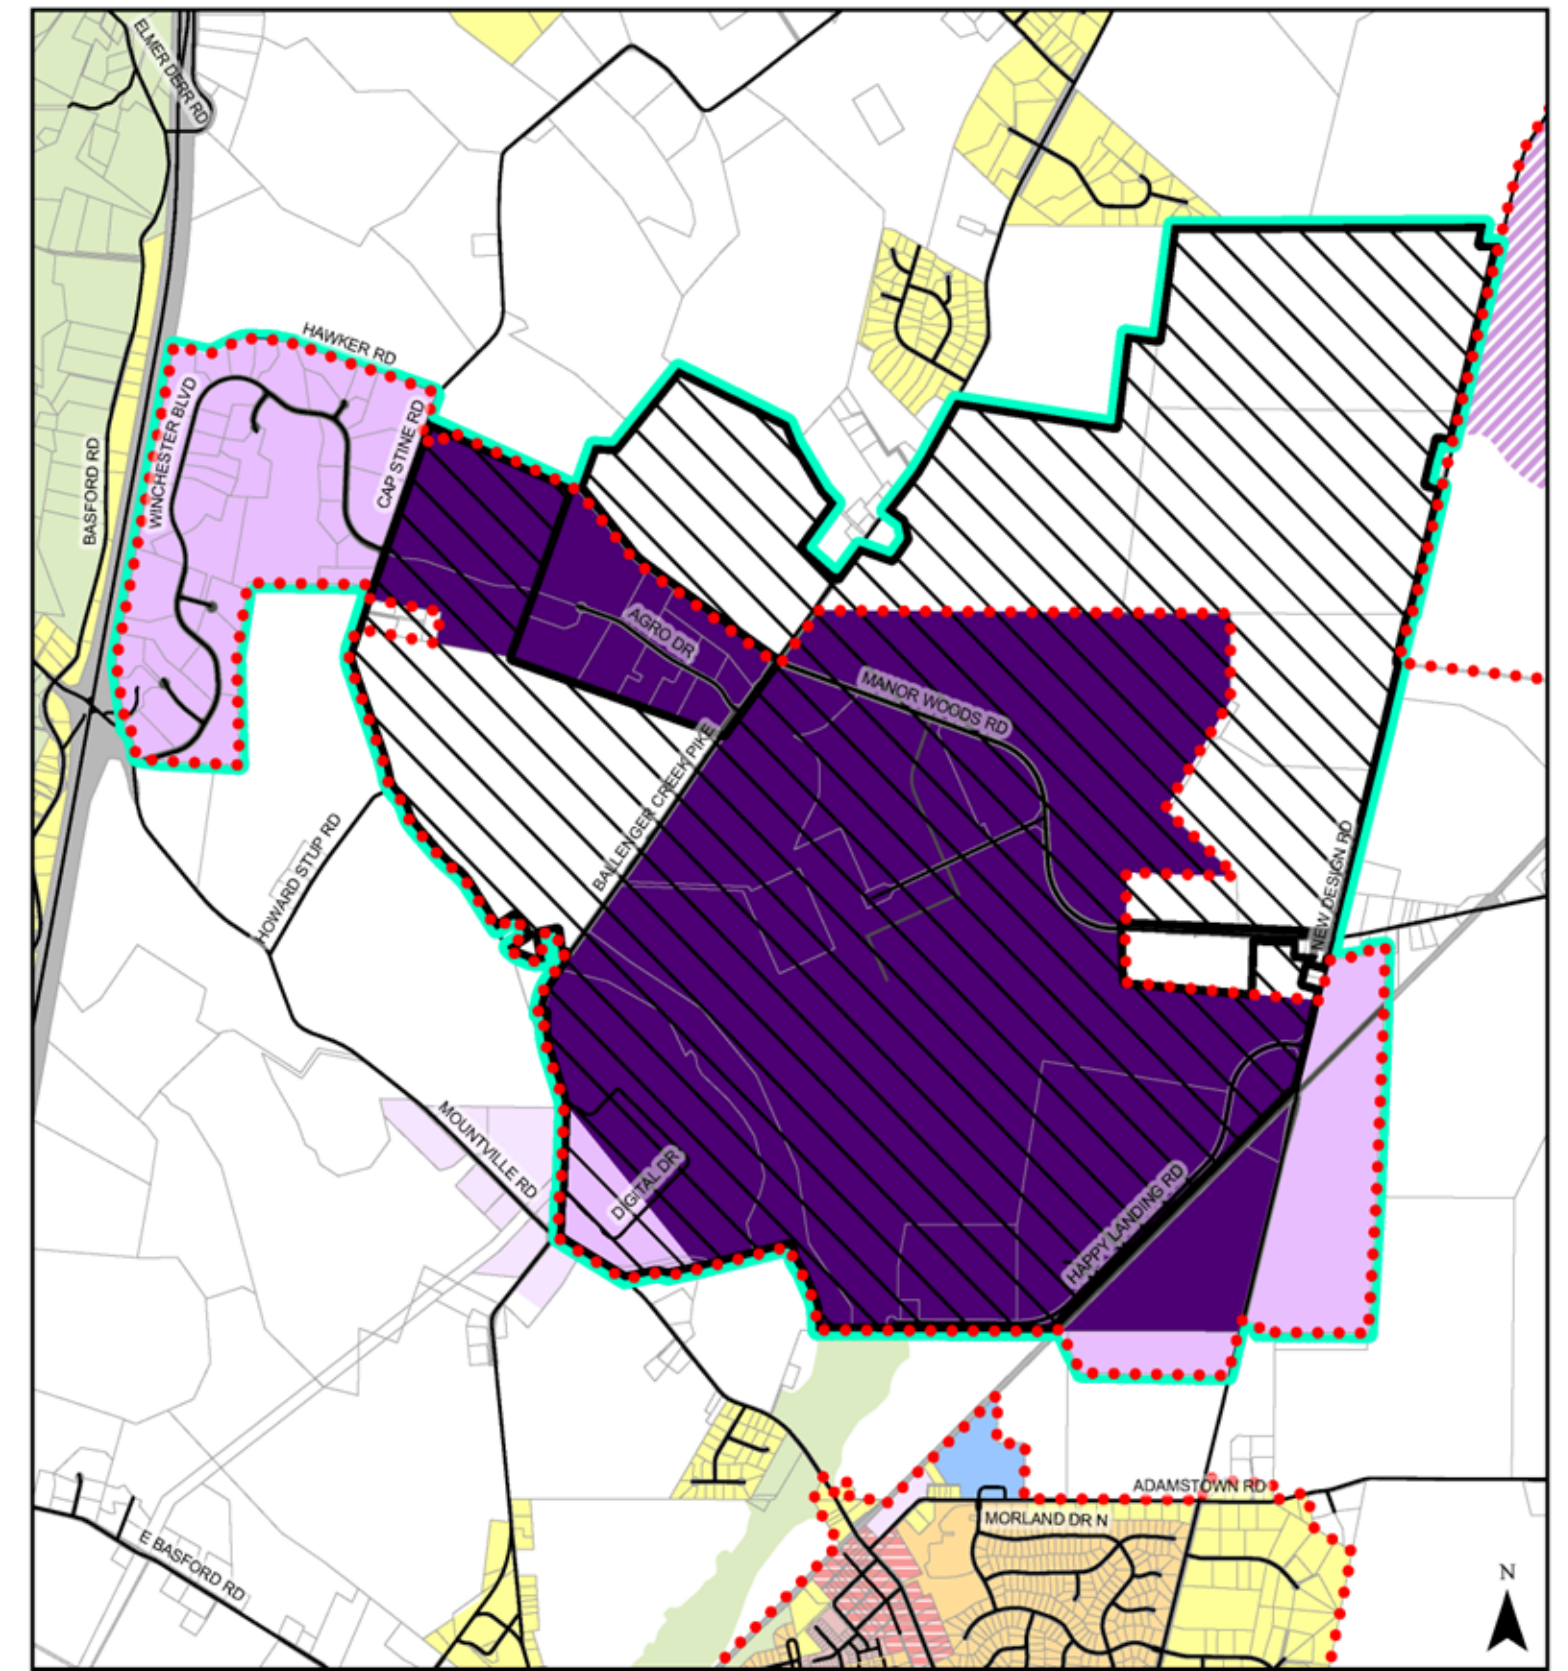 ELMER DERR RD
HAWKER RD
WINCHESTER BLVD
CAP STINE RD
BASFORD RD
AGRO DR
MANOR WOODS RD
BALLENGER CREEK PIKE
HOWARD STUP RD
NEW DESIGN RD
MOUNTVILLE RD
DIGITAL DR
HAPPY LANDING RD
ADAMSTOWN RD
MORLAND DR N
E BASFORD RD
N